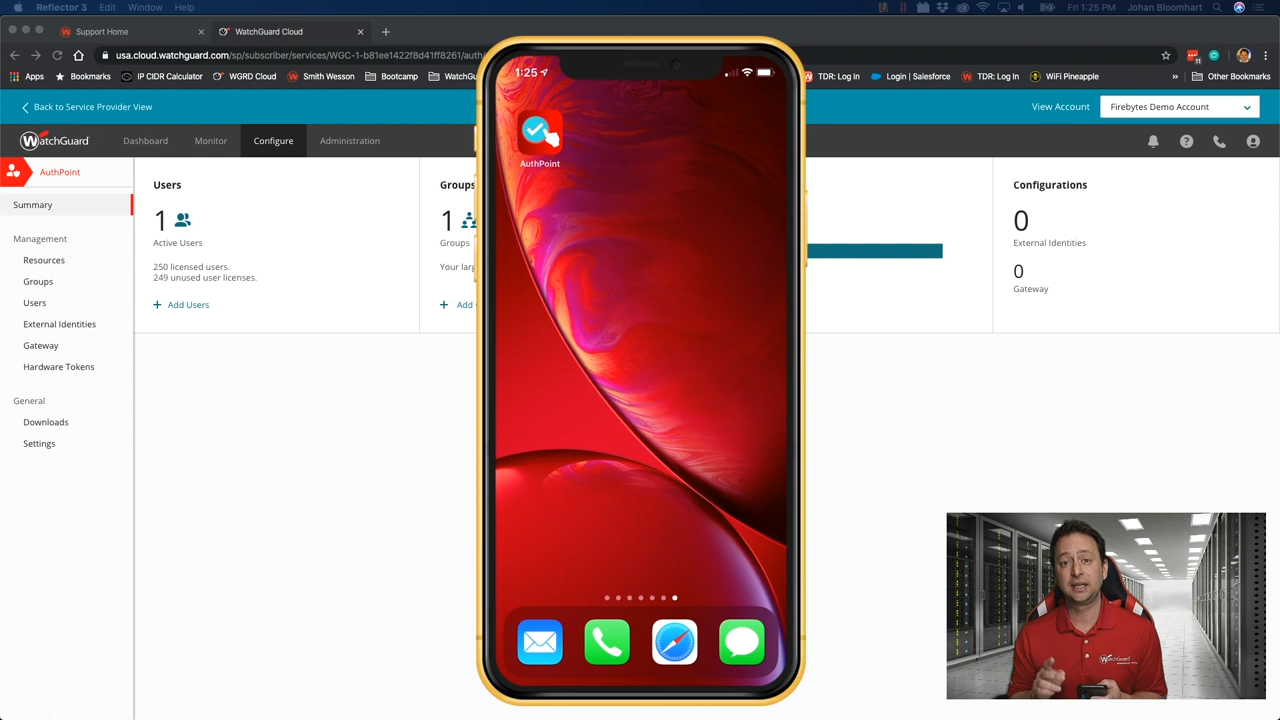 Reflector 3 Edit Window Help
Fri 1:25 PM Johan Bloomhart
Support Home
WatchGuard Cloud
usa.cloud.watchguard.com/sp/subscriber/services/WGC-1-b81ee1422f8d41ff8261/auth/
Apps Bookmarks IP CIDR Calculator WGRD Cloud Smith Wesson Bootcamp WatchGu
TDR: Log In Login | Salesforce TDR: Log In WiFi Pineapple » Other Bookmarks
Back to Service Provider View
View Account Firebytes Demo Account
WatchGuard Dashboard Monitor Configure Administration
AuthPoint
Summary
Management
Resources
Groups
Users
External Identities
Gateway
Hardware Tokens
General
Downloads
Settings
Users
1
Active Users
250 licensed users.
249 unused user licenses.
+ Add Users
Groups
1
Groups
Your larg
+ Add
Configurations
0
External Identities
0
Gateway
1:25
AuthPoint
WatchGuard